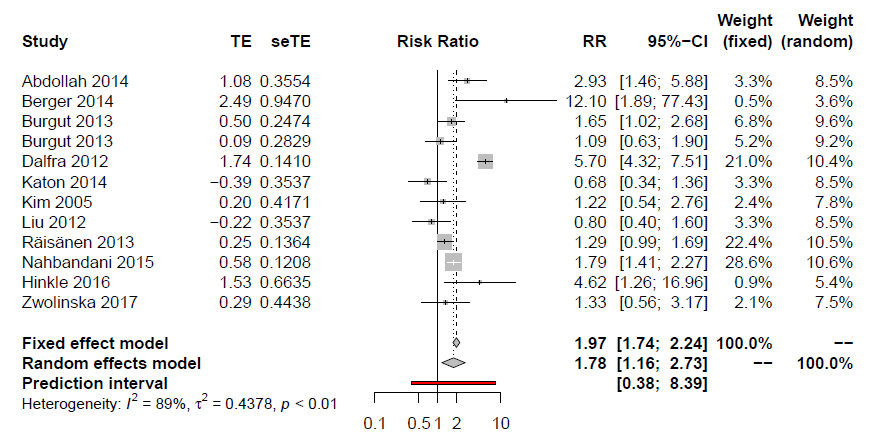 Weight Weight
Study TE seTE Risk Ratio RR 95%−CI (fixed) (random)
Abdollah 2014 1.08 0.3554 2.93 [1.46; 5.88] 3.3% 8.5%
Berger 2014 2.49 0.9470 12.10 [1.89; 77.43] 0.5% 3.6%
Burgut 2013 0.50 0.2474 1.65 [1.02; 2.68] 6.8% 9.6%
Burgut 2013 0.09 0.2829 1.09 [0.63; 1.90] 5.2% 9.2%
Dalfra 2012 1.74 0.1410 5.70 [4.32; 7.51] 21.0% 10.4%
Katon 2014 −0.39 0.3537 0.68 [0.34; 1.36] 3.3% 8.5%
Kim 2005 0.20 0.4171 1.22 [0.54; 2.76] 2.4% 7.8%
Liu 2012 −0.22 0.3537 0.80 [0.40; 1.60] 3.3% 8.5%
Räisänen 2013 0.25 0.1364 1.29 [0.99; 1.69] 22.4% 10.5%
Nahbandani 2015 0.58 0.1208 1.79 [1.41; 2.27] 28.6% 10.6%
Hinkle 2016 1.53 0.6635 4.62 [1.26; 16.96] 0.9% 5.4%
Zwolinska 2017 0.29 0.4438 1.33 [0.56; 3.17] 2.1% 7.5%
Fixed effect model 1.97 [1.74; 2.24] 100.0% −−
Random effects model 1.78 [1.16; 2.73] −− 100.0%
Prediction interval [0.38; 8.39]
Heterogeneity: I² = 89%, τ² = 0.4378, p < 0.01
0.1 0.5 1 2 10